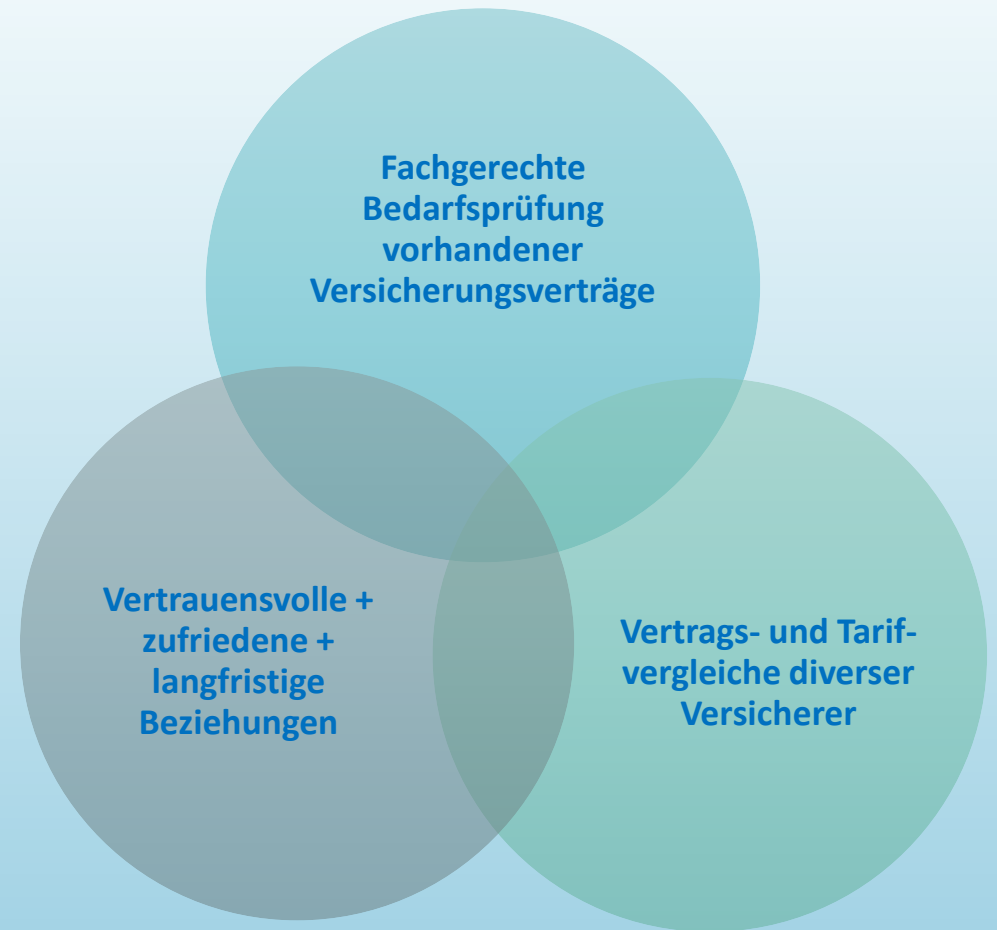 Fachgerechte
Bedarfsprüfung
vorhandener
Versicherungsverträge
Vertrauensvolle +
zufriedene +
langfristige
Beziehungen
Vertrags- und Tarif-
vergleiche diverser
Versicherer